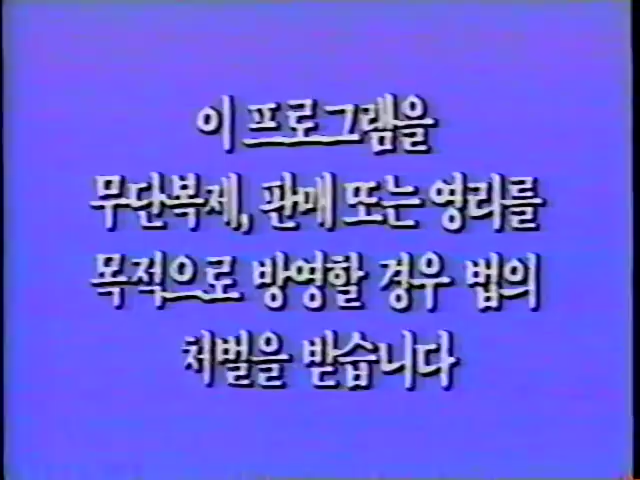 이 프로그램을
무단복제, 판매 또는 영리를
목적으로 방영할 경우 법의
처벌을 받습니다